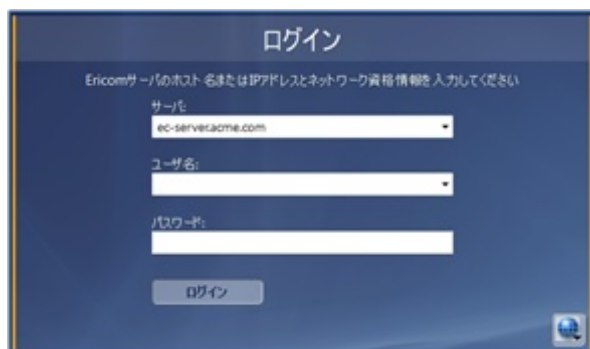 ログイン
Ericomサーバのホスト名またはIPアドレスとネットワーク資格情報を入力してください
サーバ:
ec-server.acme.com
ユーザ名:
パスワード:
ログイン